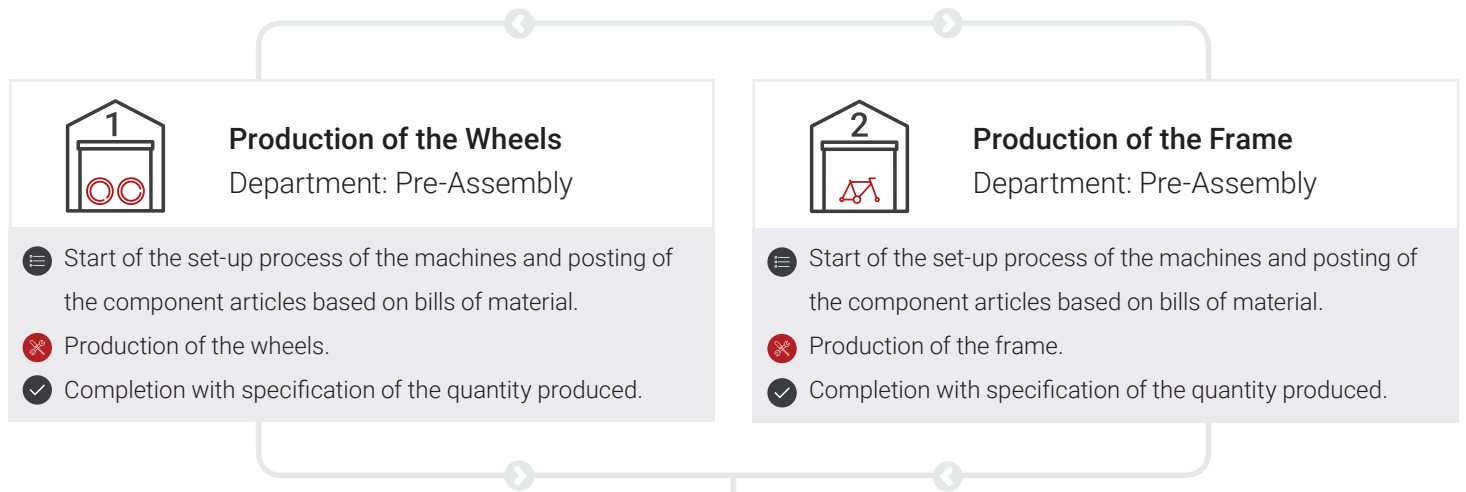 1
Production of the Wheels
Department: Pre-Assembly
Start of the set-up process of the machines and posting of
the component articles based on bills of material.
Production of the wheels.
Completion with specification of the quantity produced.
2
Production of the Frame
Department: Pre-Assembly
Start of the set-up process of the machines and posting of
the component articles based on bills of material.
Production of the frame.
Completion with specification of the quantity produced.